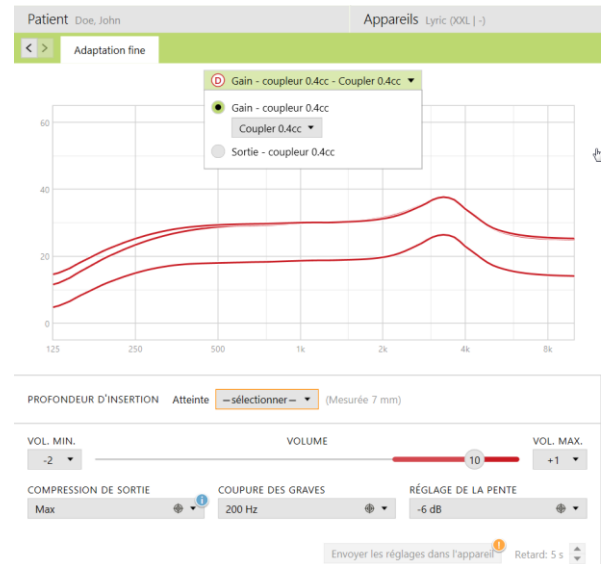 Patient Doe, John Appareils Lyric (XXL | -)
< > Adaptation fine
D Gain - coupleur 0.4cc - Coupler 0.4cc
Gain - coupleur 0.4cc
Coupler 0.4cc
Sortie - coupleur 0.4cc
60
40
20
0
125 250 500 1k 2k 4k 8k
PROFONDEUR D'INSERTION Atteinte —sélectionner— (Mesurée 7 mm)
VOL. MIN. VOLUME VOL. MAX.
-2 10 +1
COMPRESSION DE SORTIE COUPURE DES GRAVES RÉGLAGE DE LA PENTE
Max i 200 Hz -6 dB
Envoyer les réglages dans l'appareil ! Retard: 5 s